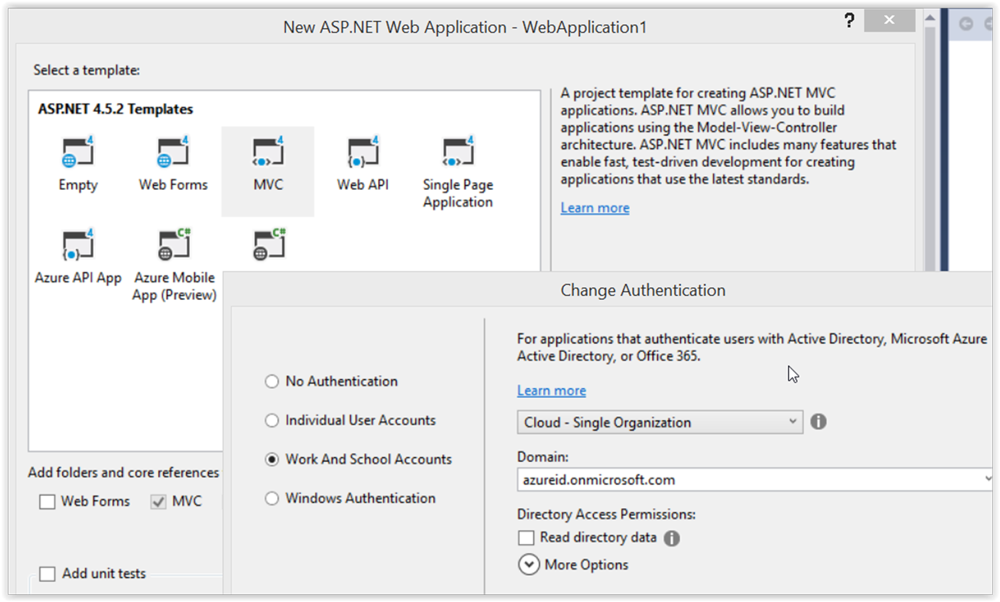 New ASP.NET Web Application - WebApplication1
?
Select a template:
ASP.NET 4.5.2 Templates
4
4
4
4
4
Empty
Web Forms
MVC
Web API
Single Page
Application
4
C#
C#
Azure API App
Azure Mobile
App (Preview)
A project template for creating ASP.NET MVC
applications. ASP.NET MVC allows you to build
applications using the Model-View-Controller
architecture. ASP.NET MVC includes many features that
enable fast, test-driven development for creating
applications that use the latest standards.
Learn more
Add folders and core references
Web Forms
MVC
Add unit tests
Change Authentication
No Authentication
Individual User Accounts
Work And School Accounts
Windows Authentication
For applications that authenticate users with Active Directory, Microsoft Azure
Active Directory, or Office 365.
Learn more
Cloud - Single Organization
Domain:
azureid.onmicrosoft.com
Directory Access Permissions:
Read directory data
More Options